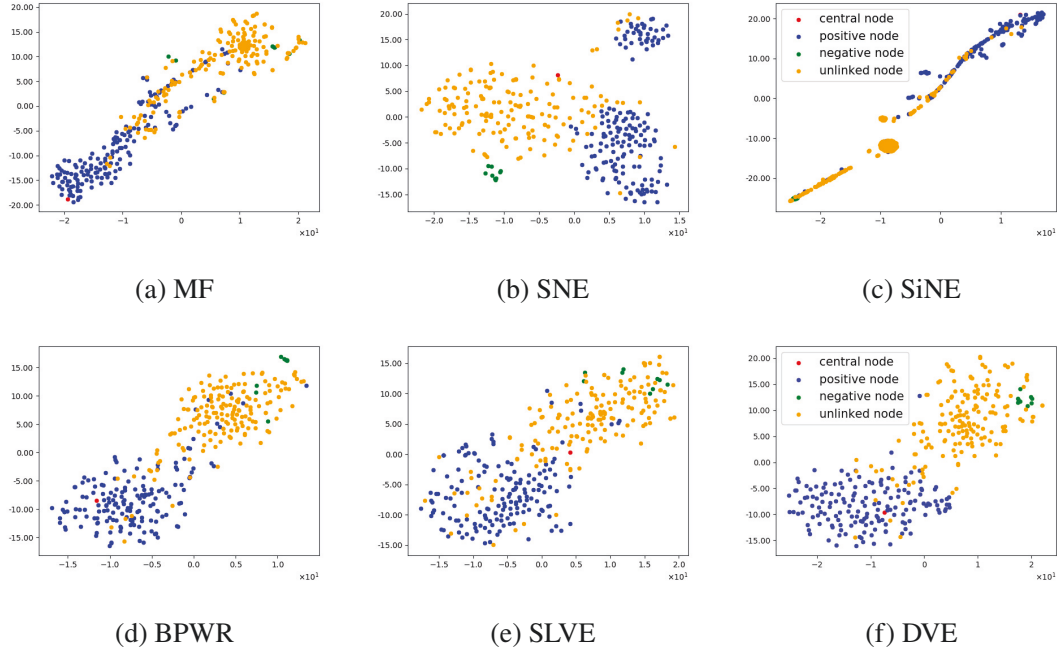 20.00
15.00
10.00
5.00
0.00
-5.00
-10.00
-15.00
-20.00
−2 −1 0 1 2
×10¹
(a) MF
20.00
15.00
10.00
5.00
0.00
-5.00
-10.00
-15.00
-2.0 -1.5 -1.0 -0.5 0.0 0.5 1.0 1.5
×10¹
(b) SNE
central node
positive node
negative node
unlinked node
20.00
10.00
0.00
-10.00
-20.00
−2 −1 0 1
×10¹
(c) SiNE
15.00
10.00
5.00
0.00
-5.00
-10.00
-15.00
−1.5 −1.0 −0.5 0.0 0.5 1.0
×10¹
(d) BPWR
15.00
10.00
5.00
0.00
-5.00
-10.00
-15.00
−1.5 −1.0 −0.5 0.0 0.5 1.0 1.5 2.0
×10¹
(e) SLVE
central node
positive node
negative node
unlinked node
20.00
15.00
10.00
5.00
0.00
-5.00
-10.00
-15.00
−2 −1 0 1 2
×10¹
(f) DVE